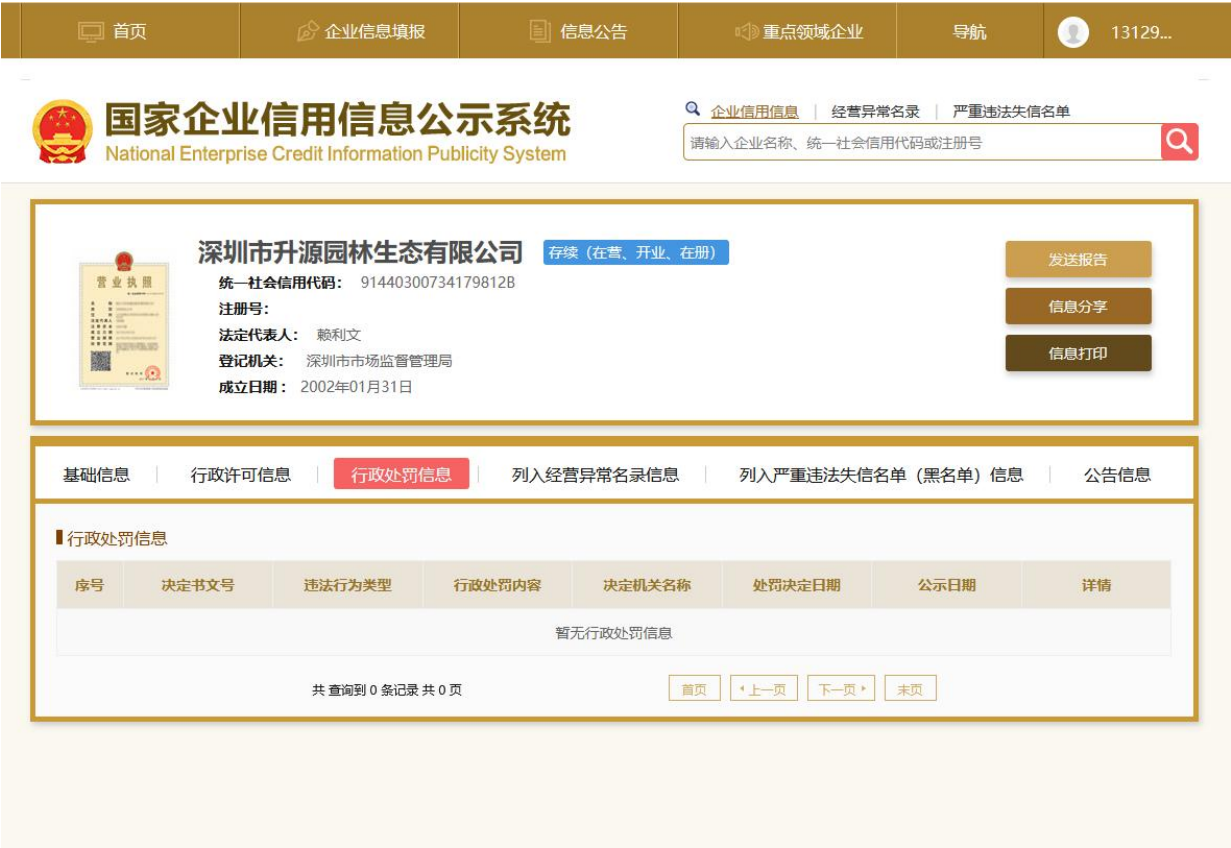 首页 企业信息填报 信息公告 重点领域企业 导航 13129...
国家企业信用信息公示系统
National Enterprise Credit Information Publicity System
企业信用信息 | 经营异常名录 | 严重违法失信名单
请输入企业名称、统一社会信用代码或注册号
营业执照
深圳市升源园林生态有限公司 存续（在营、开业、在册）
统一社会信用代码： 91440300734179812B
注册号：
法定代表人： 赖利文
登记机关： 深圳市市场监督管理局
成立日期： 2002年01月31日
发送报告
信息分享
信息打印
基础信息 | 行政许可信息 | 行政处罚信息 | 列入经营异常名录信息 | 列入严重违法失信名单（黑名单）信息 | 公告信息
行政处罚信息
序号 决定书文号 违法行为类型 行政处罚内容 决定机关名称 处罚决定日期 公示日期 详情
暂无行政处罚信息
共 查询到 0 条记录 共 0 页 首页 上一页 下一页 末页